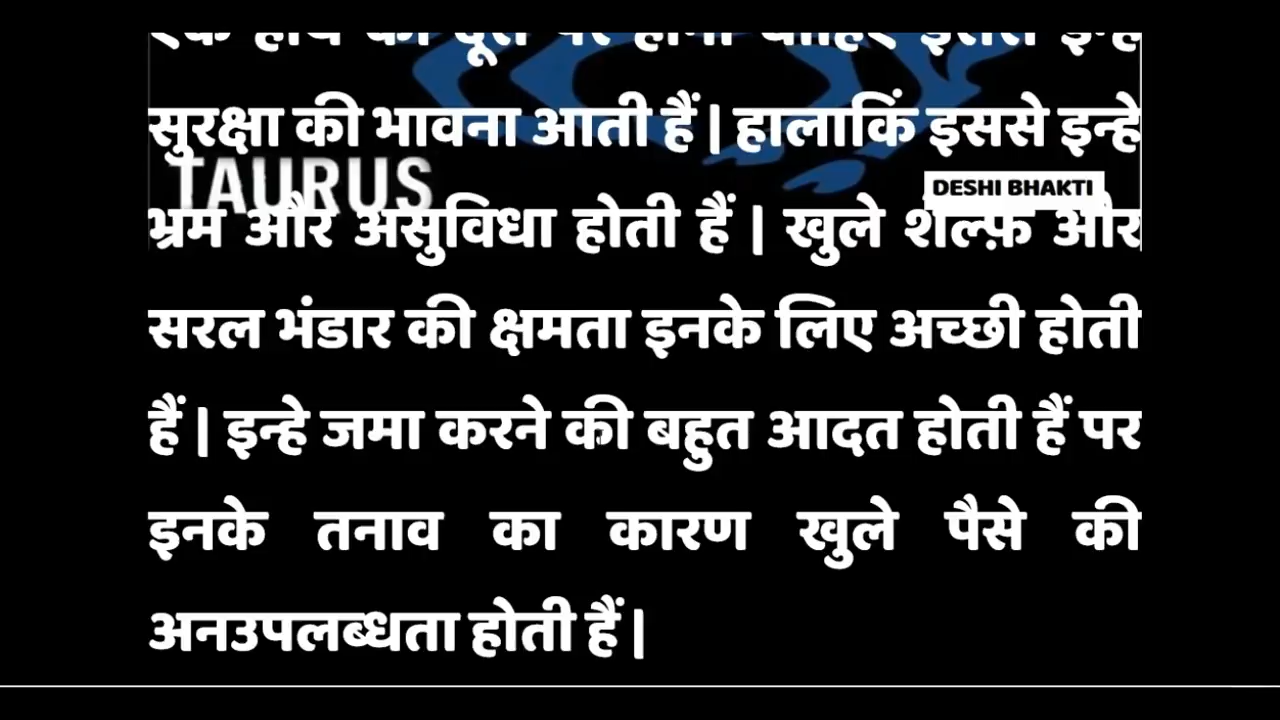 सुरक्षा की भावना आती हैं | हालाकिं इससे इन्हे
TAURUS
DESHI BHAKTI
भ्रम और असुविधा होती हैं | खुले शेल्फ़ और
सरल भंडार की क्षमता इनके लिए अच्छी होती
हैं | इन्हे जमा करने की बहुत आदत होती हैं पर
इनके तनाव का कारण खुले पैसे की
अनउपलब्धता होती हैं |